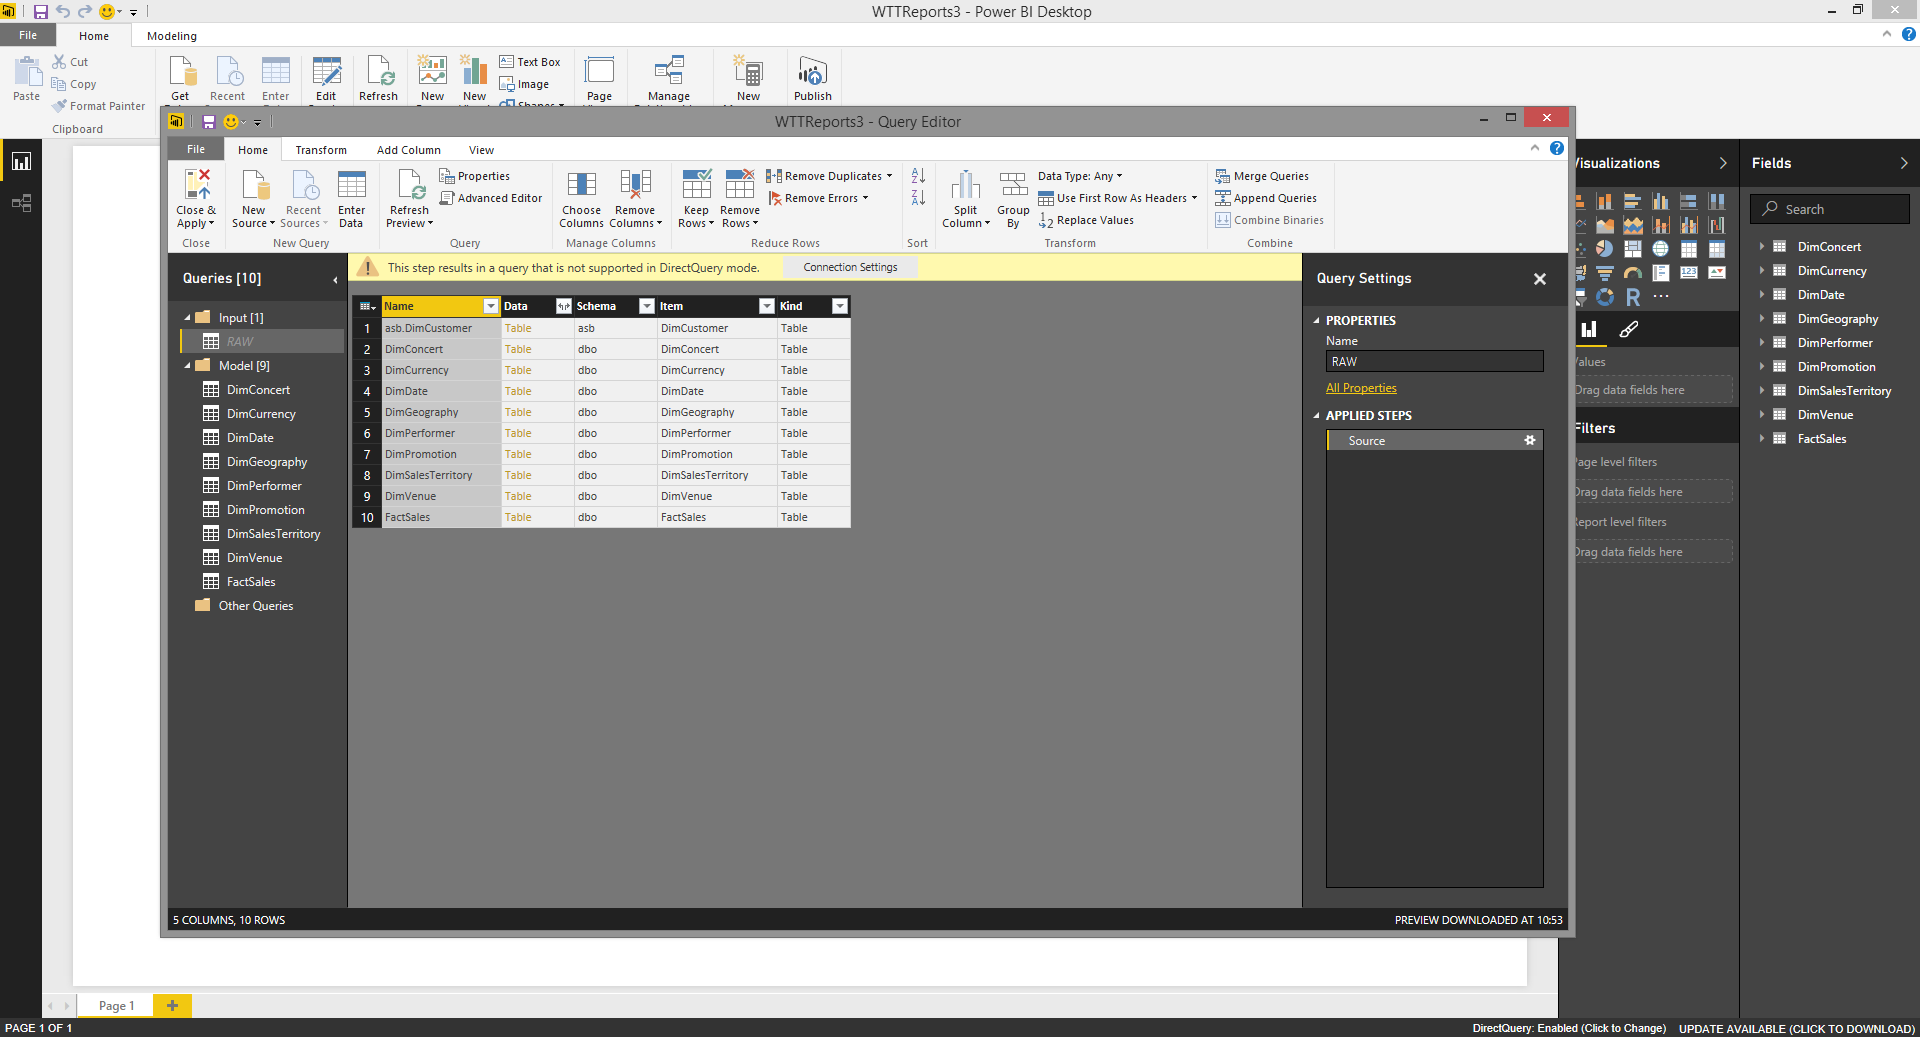 WTTReports3 - Power BI Desktop
File Home Modeling
Paste
Cut
Copy
Format Painter
Clipboard
Get
Recent
Enter
Edit
Refresh
New
New
Text Box
Image
Shapes
Page
Manage
New
Publish
WTTReports3 - Query Editor
File Home Transform Add Column View
Close & Apply
Close
New Source
Recent Sources
Enter Data
New Query
Refresh Preview
Properties
Advanced Editor
Query
Choose Columns
Remove Columns
Manage Columns
Keep Rows
Remove Rows
Remove Duplicates
Remove Errors
Reduce Rows
Sort
Split Column
Group By
Data Type: Any
Use First Row As Headers
Replace Values
Transform
Merge Queries
Append Queries
Combine Binaries
Combine
Queries [10]
Input [1]
RAW
Model [9]
DimConcert
DimCurrency
DimDate
DimGeography
DimPerformer
DimPromotion
DimSalesTerritory
DimVenue
FactSales
Other Queries
This step results in a query that is not supported in DirectQuery mode. Connection Settings
Name Data Schema Item Kind
1 asb.DimCustomer Table asb DimCustomer Table
2 DimConcert Table dbo DimConcert Table
3 DimCurrency Table dbo DimCurrency Table
4 DimDate Table dbo DimDate Table
5 DimGeography Table dbo DimGeography Table
6 DimPerformer Table dbo DimPerformer Table
7 DimPromotion Table dbo DimPromotion Table
8 DimSalesTerritory Table dbo DimSalesTerritory Table
9 DimVenue Table dbo DimVenue Table
10 FactSales Table dbo FactSales Table
Query Settings
PROPERTIES
Name
RAW
All Properties
APPLIED STEPS
Source
5 COLUMNS, 10 ROWS
PREVIEW DOWNLOADED AT 10:53
Visualizations
Values
Drag data fields here
Filters
Page level filters
Drag data fields here
Report level filters
Drag data fields here
Fields
Search
DimConcert
DimCurrency
DimDate
DimGeography
DimPerformer
DimPromotion
DimSalesTerritory
DimVenue
FactSales
Page 1
PAGE 1 OF 1
DirectQuery: Enabled (Click to Change) UPDATE AVAILABLE (CLICK TO DOWNLOAD)